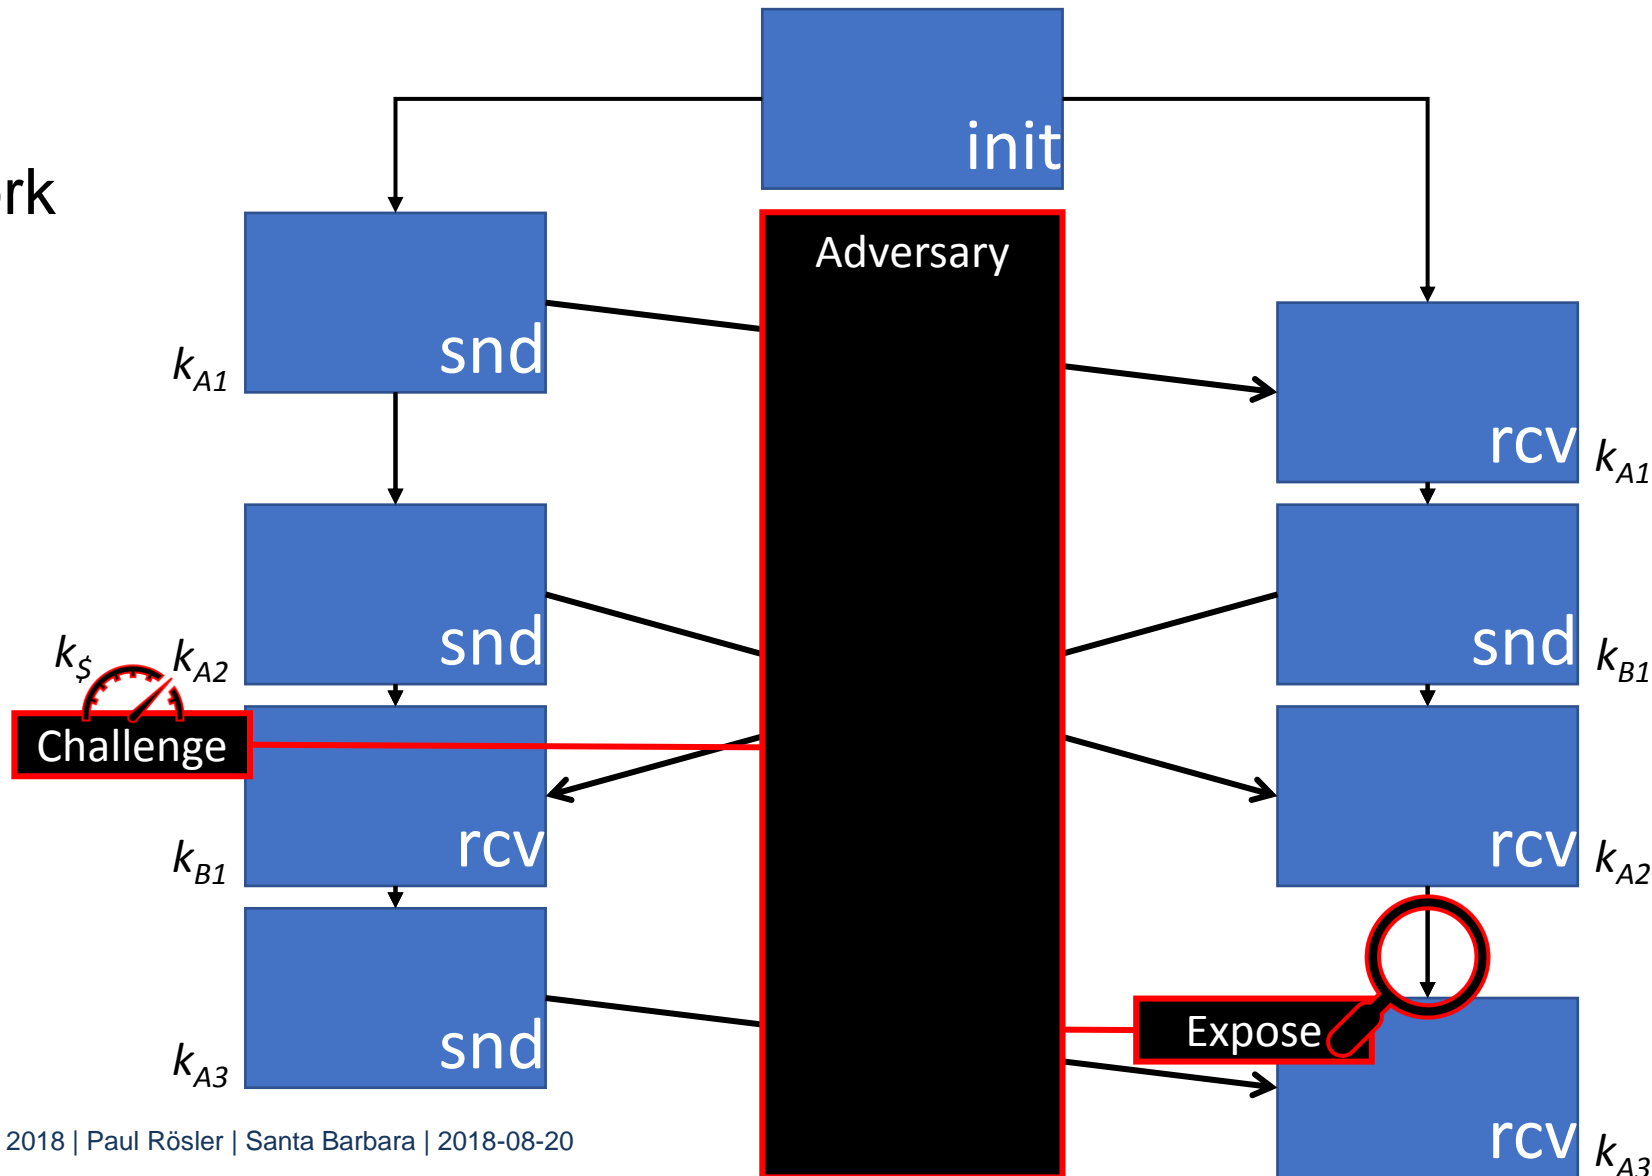 init
rk
Adversary
snd
k_A1
rcv
k_A1
snd
snd
k_B1
k_$
k_A2
Challenge
rcv
k_B1
rcv
k_A2
Expose
snd
k_A3
rcv
k_A3
2018 | Paul Rösler | Santa Barbara | 2018-08-20